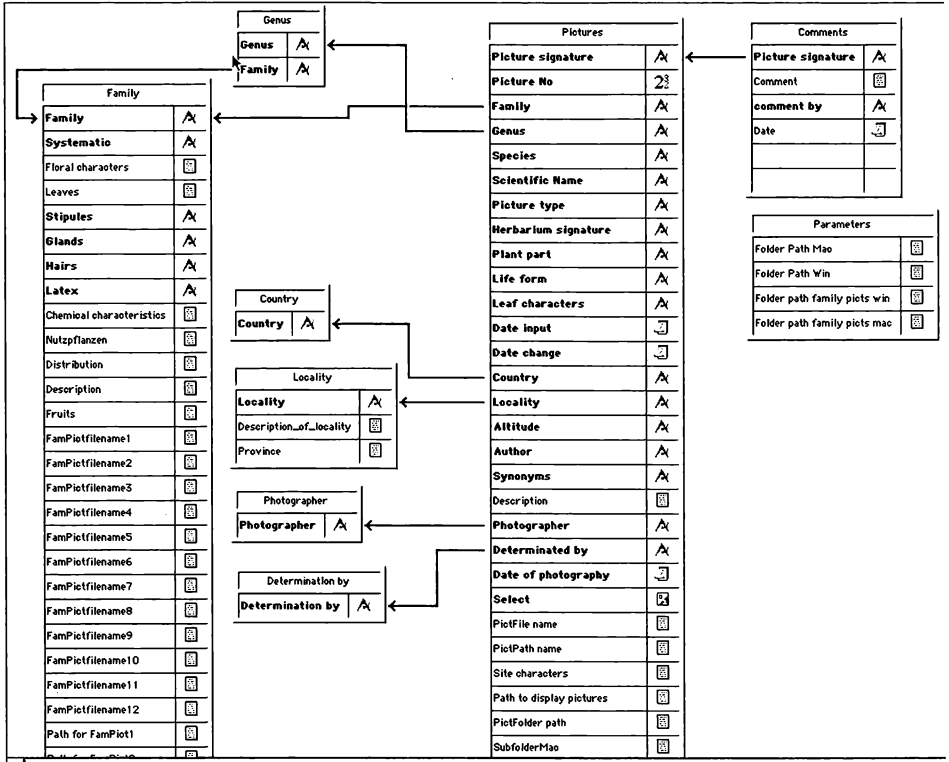 Genus
Genus
Family
Family
Family
Systematic
Floral characters
Leaves
Stipules
Glands
Hairs
Latex
Chemical characteristics
Nutzpflanzen
Distribution
Description
Fruits
FamPictfilename1
FamPictfilename2
FamPictfilename3
FamPictfilename4
FamPictfilename5
FamPictfilename6
FamPictfilename7
FamPictfilename8
FamPictfilename9
FamPictfilename10
FamPictfilename11
FamPictfilename12
Path for FamPict1
Country
Country
Locality
Locality
Description_of_locality
Province
Photographer
Photographer
Determination by
Determination by
Pictures
Picture signature
Picture No
Family
Genus
Species
Scientific Name
Picture type
Herbarium signature
Plant part
Life form
Leaf characters
Date input
Date change
Country
Locality
Altitude
Author
Synonyms
Description
Photographer
Determinated by
Date of photography
Select
PictFile name
PictPath name
Site characters
Path to display pictures
PictFolder path
SubfolderMac
Comments
Picture signature
Comment
comment by
Date
Parameters
Folder Path Mac
Folder Path Win
Folder path family picts win
Folder path family picts mac